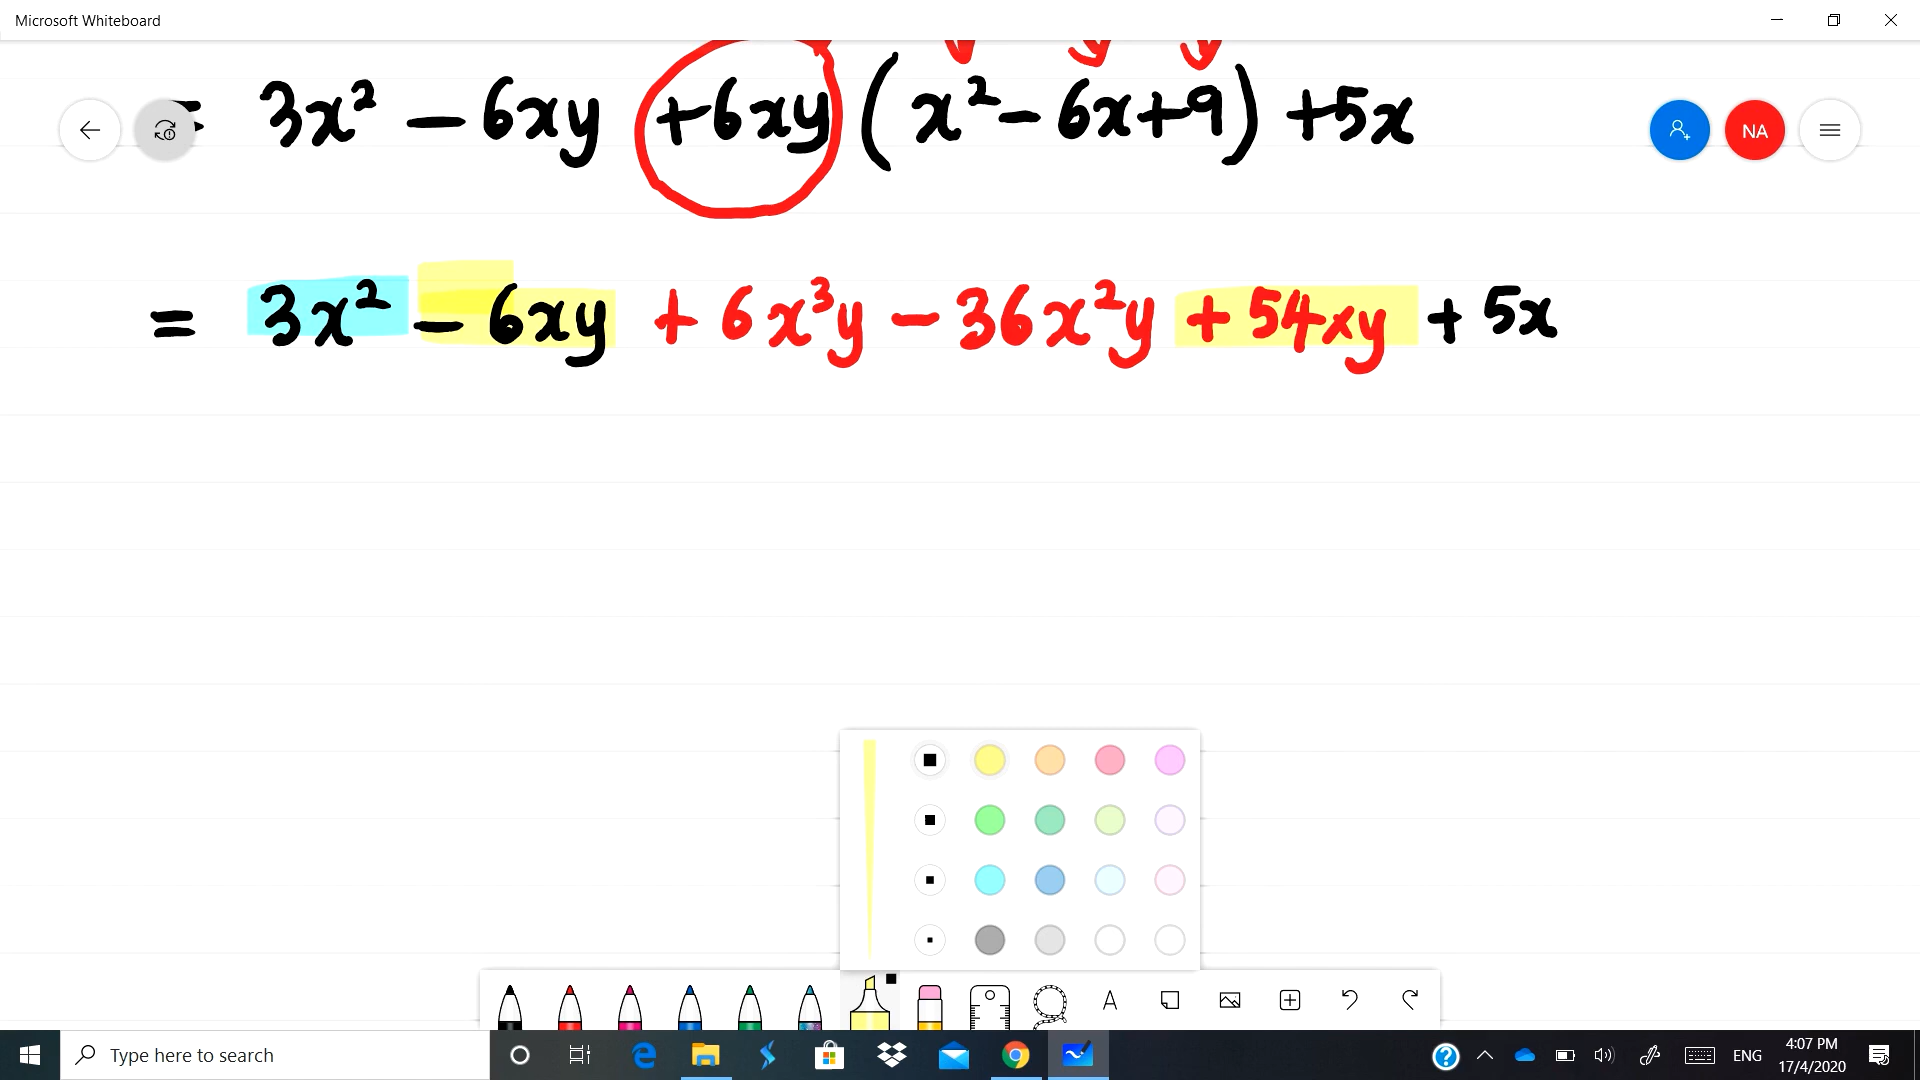 Microsoft Whiteboard
= 3x² - 6xy +6xy (x² - 6x+9) +5x
NA
= 3x² - 6xy + 6x³y - 36x²y + 54xy + 5x
A
Type here to search
ENG
4:07 PM
17/4/2020